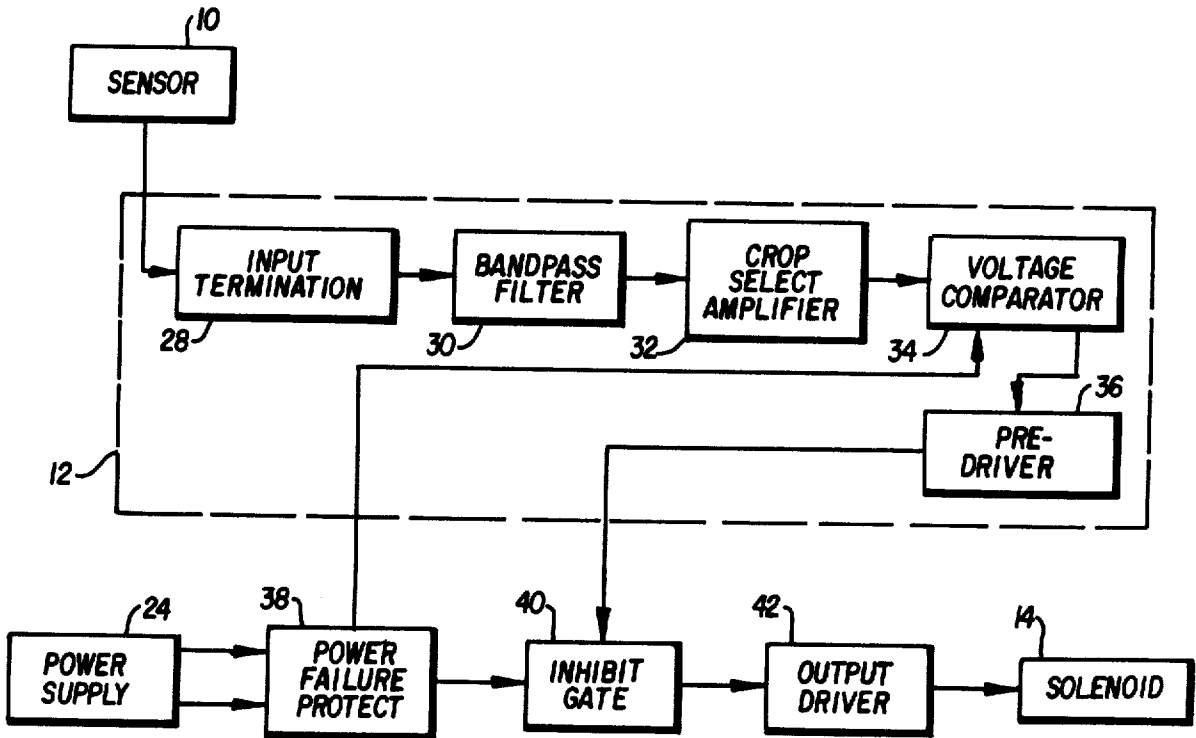 10
SENSOR
INPUT
TERMINATION
28
BANDPASS
FILTER
30
CROP
SELECT
AMPLIFIER
32
VOLTAGE
COMPARATOR
34
36
PRE-
DRIVER
12
24
POWER
SUPPLY
38
POWER
FAILURE
PROTECT
40
INHIBIT
GATE
42
OUTPUT
DRIVER
14
SOLENOID